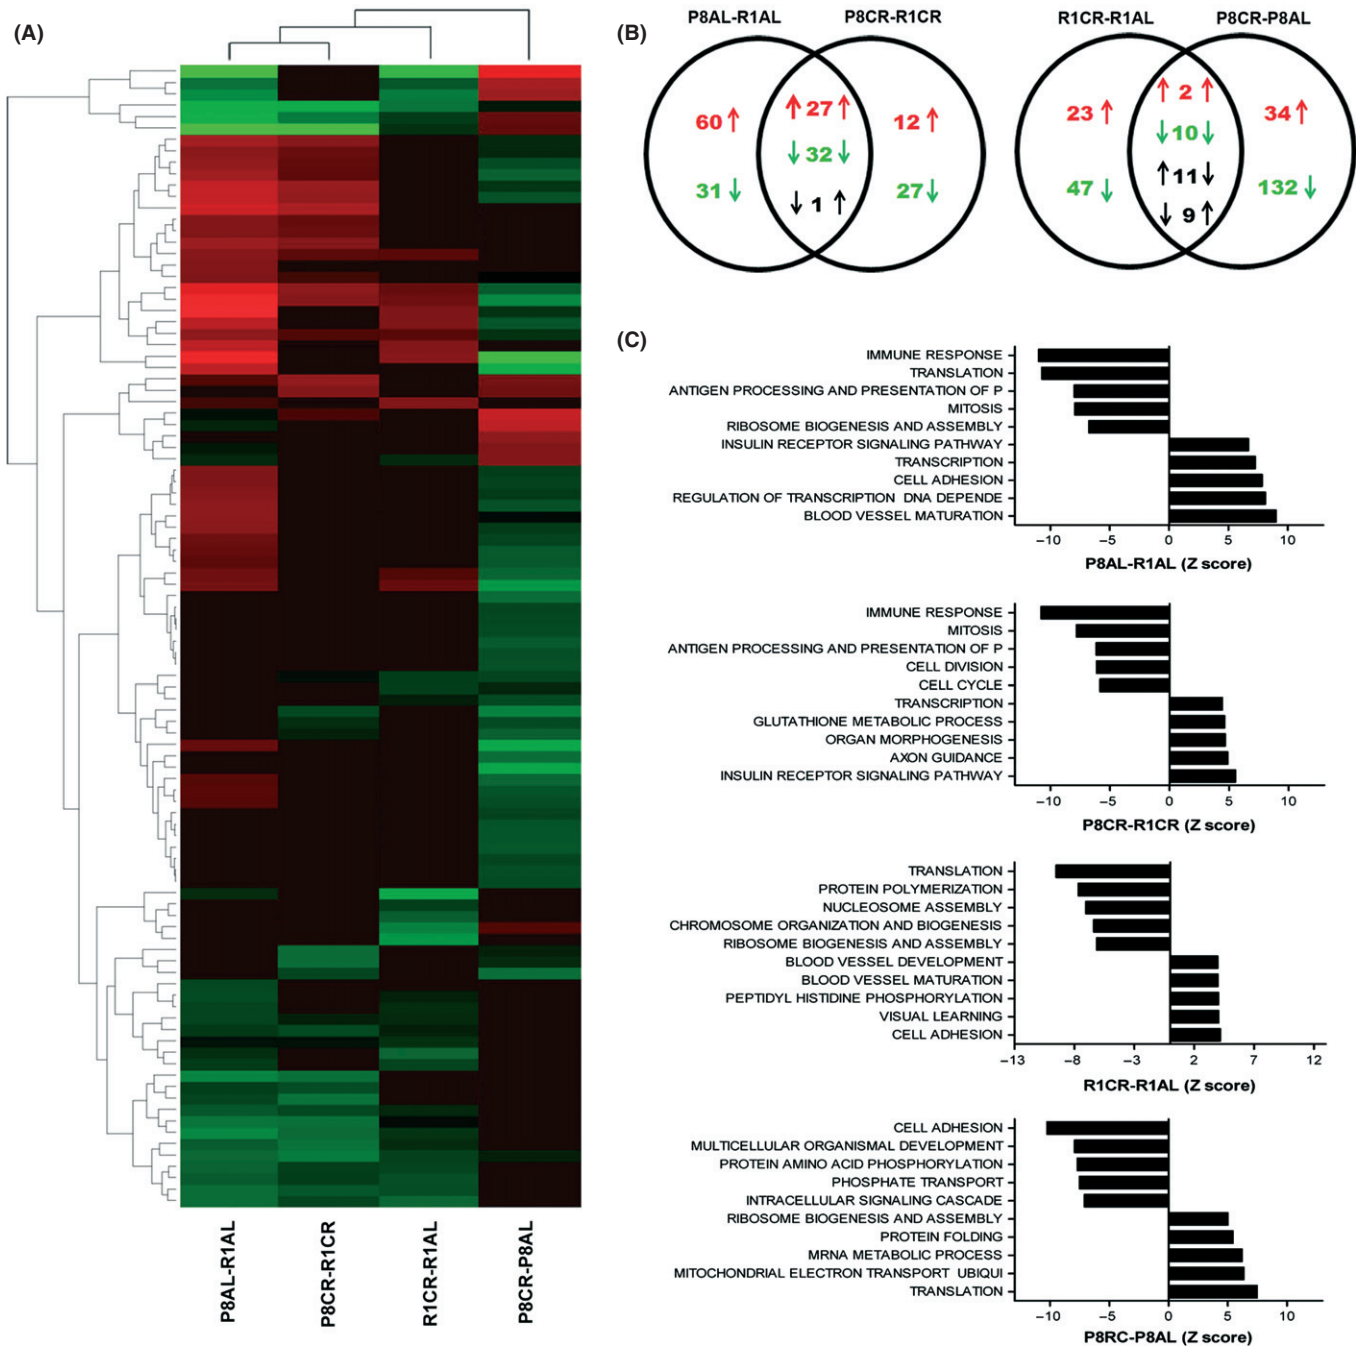 (A)
P8AL-R1AL
P8CR-R1CR
R1CR-R1AL
P8CR-P8AL
(B)
P8AL-R1AL
P8CR-R1CR
60 ↑
↑ 27 ↑
12 ↑
31 ↓
↓ 32 ↓
27 ↓
↓ 1 ↑
R1CR-R1AL
P8CR-P8AL
23 ↑
↑ 2 ↑
34 ↑
↓ 10 ↓
47 ↓
↑ 11 ↓
132 ↓
↓ 9 ↑
(C)
IMMUNE RESPONSE
TRANSLATION
ANTIGEN PROCESSING AND PRESENTATION OF P
MITOSIS
RIBOSOME BIOGENESIS AND ASSEMBLY
INSULIN RECEPTOR SIGNALING PATHWAY
TRANSCRIPTION
CELL ADHESION
REGULATION OF TRANSCRIPTION DNA DEPENDE
BLOOD VESSEL MATURATION
−10 −5 0 5 10
P8AL-R1AL (Z score)
IMMUNE RESPONSE
MITOSIS
ANTIGEN PROCESSING AND PRESENTATION OF P
CELL DIVISION
CELL CYCLE
TRANSCRIPTION
GLUTATHIONE METABOLIC PROCESS
ORGAN MORPHOGENESIS
AXON GUIDANCE
INSULIN RECEPTOR SIGNALING PATHWAY
−10 −5 0 5 10
P8CR-R1CR (Z score)
TRANSLATION
PROTEIN POLYMERIZATION
NUCLEOSOME ASSEMBLY
CHROMOSOME ORGANIZATION AND BIOGENESIS
RIBOSOME BIOGENESIS AND ASSEMBLY
BLOOD VESSEL DEVELOPMENT
BLOOD VESSEL MATURATION
PEPTIDYL HISTIDINE PHOSPHORYLATION
VISUAL LEARNING
CELL ADHESION
−13 −8 −3 2 7 12
R1CR-R1AL (Z score)
CELL ADHESION
MULTICELLULAR ORGANISMAL DEVELOPMENT
PROTEIN AMINO ACID PHOSPHORYLATION
PHOSPHATE TRANSPORT
INTRACELLULAR SIGNALING CASCADE
RIBOSOME BIOGENESIS AND ASSEMBLY
PROTEIN FOLDING
MRNA METABOLIC PROCESS
MITOCHONDRIAL ELECTRON TRANSPORT UBIQUI
TRANSLATION
−10 −5 0 5 10
P8RC-P8AL (Z score)